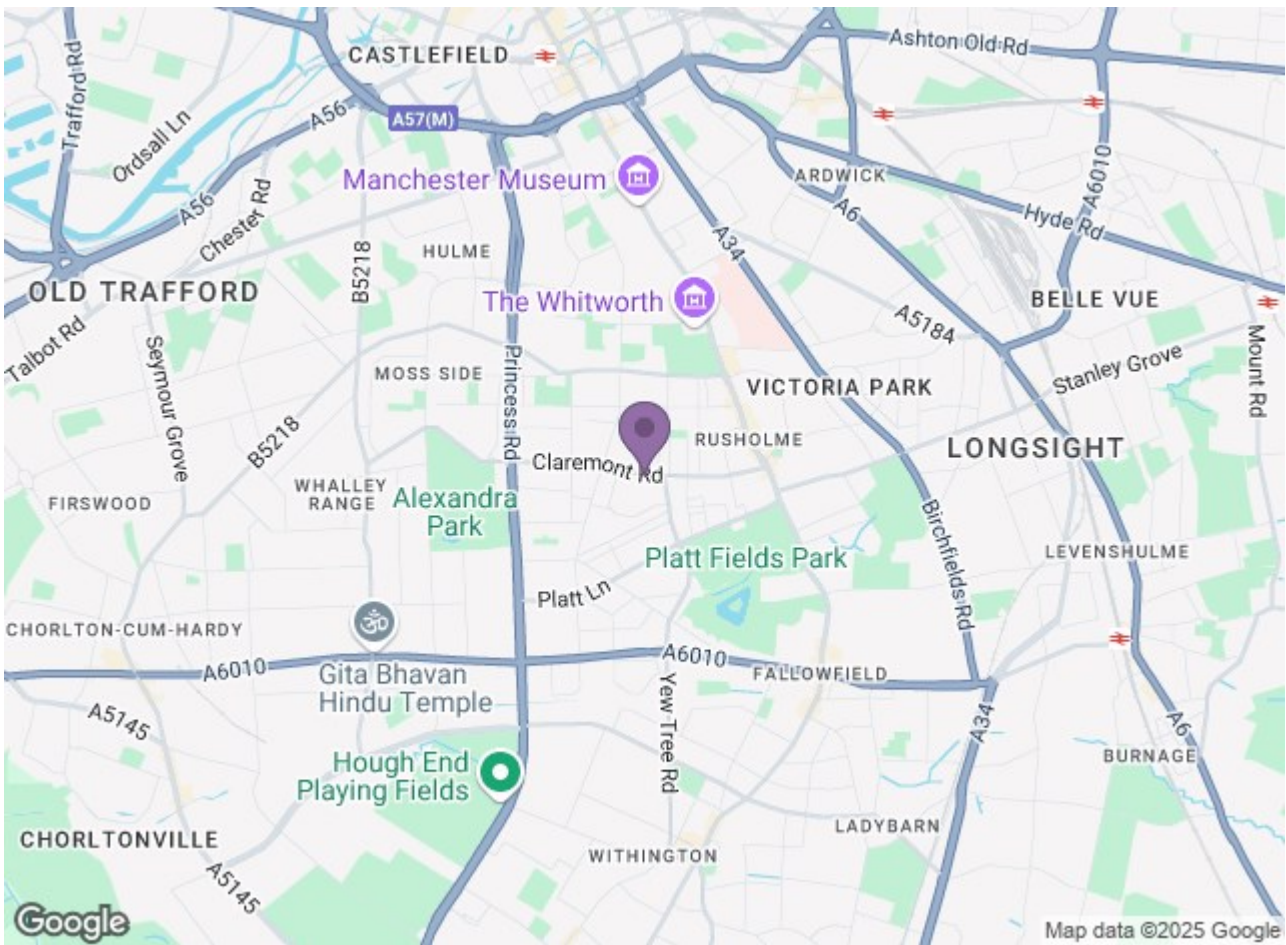 Trafford Rd
CASTLEFIELD
Ashton Old Rd
A57(M)
A56
Ordsall Ln
Manchester Museum
ARDWICK
A6010
A6
Hyde Rd
A56
Chester Rd
B5218
HULME
A34
OLD TRAFFORD
The Whitworth
BELLE VUE
A5184
Talbot Rd
Seymour Grove
Princess Rd
Stanley Grove
Mount Rd
MOSS SIDE
VICTORIA PARK
B5218
RUSHOLME
LONGSIGHT
Claremont Rd
FIRSWOOD
WHALLEY
RANGE
Alexandra
Park
Birchfields Rd
Platt Fields Park
LEVENSHULME
Platt Ln
CHORLTON-CUM-HARDY
A6010
A6010
Gita Bhavan
Hindu Temple
FALLOWFIELD
A5145
Yew Tree Rd
A34
A6
Hough End
Playing Fields
BURNAGE
CHORLTONVILLE
LADYBARN
WITHINGTON
A5145
Google
Map data ©2025 Google